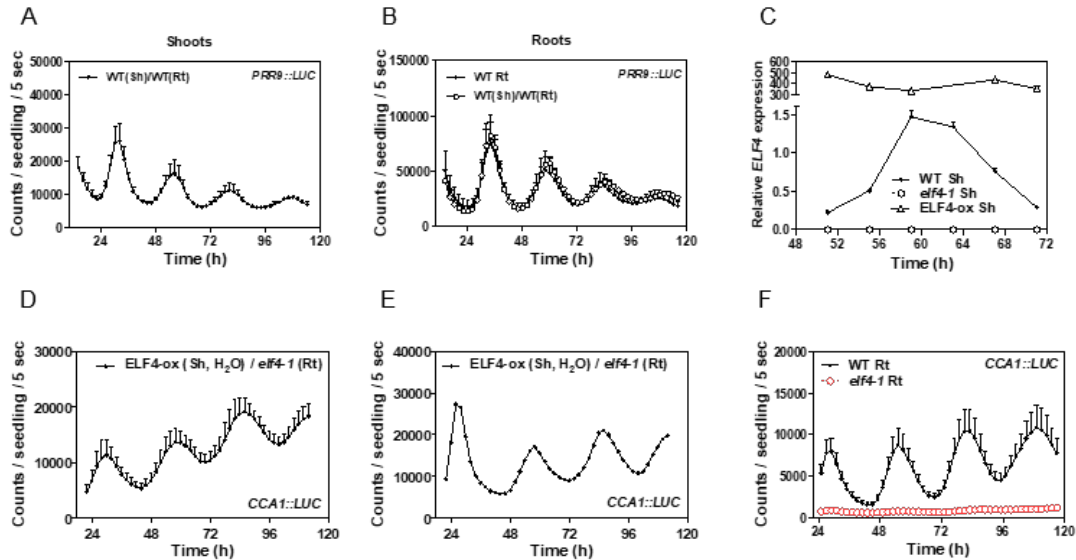 A
Shoots
50000
40000
30000
20000
10000
0
24 48 72 96 120
Time (h)
Counts / seedling / 5 sec
WT(Sh)/WT(Rt)
PRR9::LUC
B
Roots
150000
100000
50000
0
24 48 72 96 120
Time (h)
Counts / seedling / 5 sec
WT Rt
WT(Sh)/WT(Rt)
PRR9::LUC
C
600
500
400
300
1.5
1.0
0.5
0.0
48 52 56 60 64 68 72
Time (h)
Relative ELF4 expression
WT Sh
elf4-1 Sh
ELF4-ox Sh
D
30000
20000
10000
0
24 48 72 96 120
Time (h)
Counts / seedling / 5 sec
ELF4-ox (Sh, H₂O) / elf4-1 (Rt)
CCA1::LUC
E
40000
30000
20000
10000
0
24 48 72 96 120
Time (h)
Counts / seedling / 5 sec
ELF4-ox (Sh, H₂O) / elf4-1 (Rt)
CCA1::LUC
F
20000
15000
10000
5000
0
24 48 72 96 120
Time (h)
Counts / seedling / 5 sec
WT Rt
elf4-1 Rt
CCA1::LUC